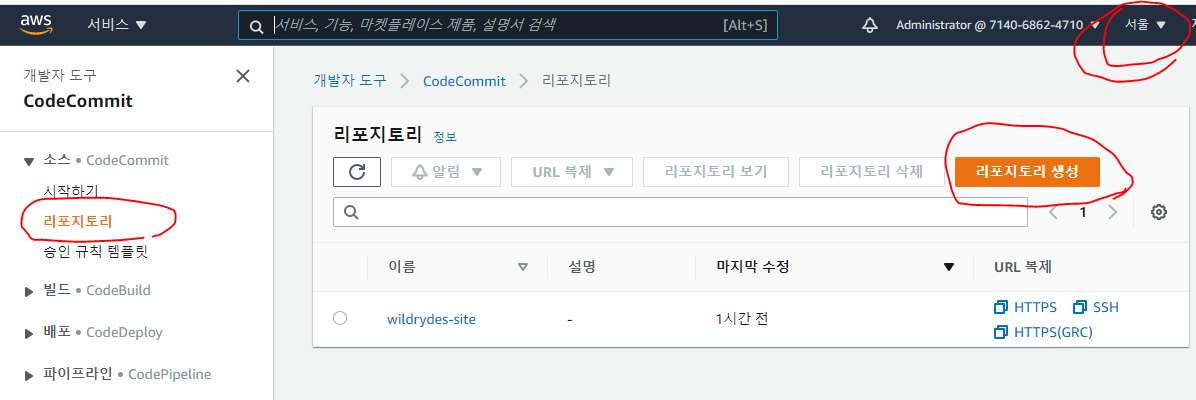 aws 서비스 서비스, 기능, 마켓플레이스 제품, 설명서 검색 [Alt+S] Administrator @ 7140-6862-4710 서울
개발자 도구
CodeCommit
소스 • CodeCommit
시작하기
리포지토리
승인 규칙 템플릿
빌드 • CodeBuild
배포 • CodeDeploy
파이프라인 • CodePipeline
개발자 도구 > CodeCommit > 리포지토리
리포지토리 정보
알림 URL 복제 리포지토리 보기 리포지토리 삭제 리포지토리 생성
1
이름 설명 마지막 수정 URL 복제
wildrydes-site - 1시간 전 HTTPS SSH
HTTPS(GRC)